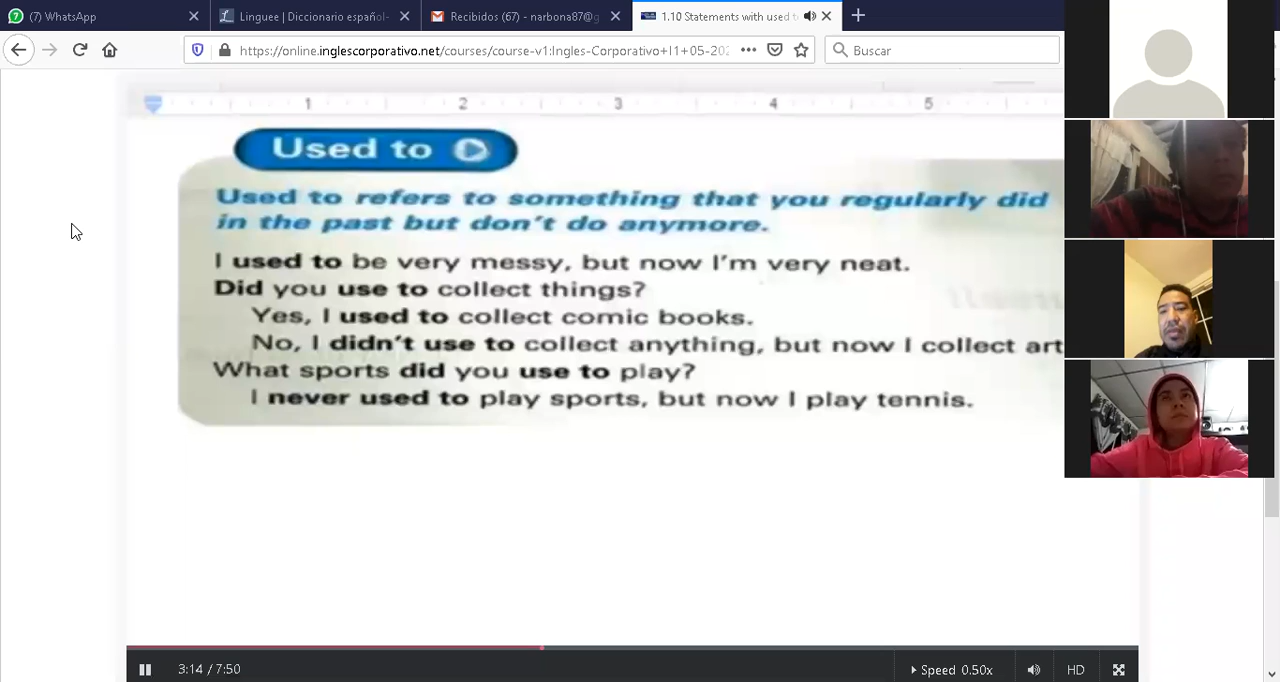 (7) WhatsApp
Linguee | Diccionario español-
Recibidos (67) - narbona87@g
1.10 Statements with used t
https://online.inglescorporativo.net/courses/course-v1:Ingles-Corporativo+I1+05-202
Buscar
1 2 3 4 5
Used to
Used to refers to something that you regularly did
in the past but don't do anymore.
I used to be very messy, but now I'm very neat.
Did you use to collect things?
Yes, I used to collect comic books.
No, I didn't use to collect anything, but now I collect art
What sports did you use to play?
I never used to play sports, but now I play tennis.
3:14 / 7:50
Speed 0.50x
HD